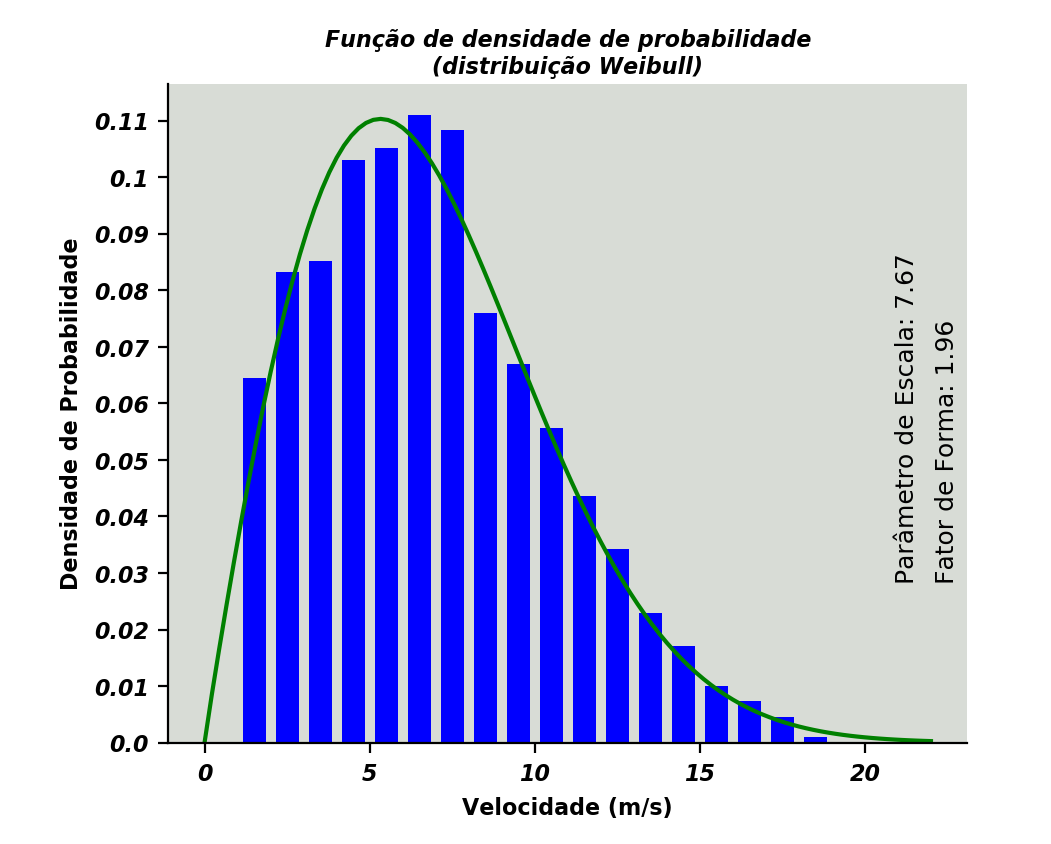 Função de densidade de probabilidade
(distribuição Weibull)
0.11
0.1
0.09
0.08
0.07
0.06
0.05
0.04
0.03
0.02
0.01
0.0
Densidade de Probabilidade
Parâmetro de Escala: 7.67
Fator de Forma: 1.96
0
5
10
15
20
Velocidade (m/s)